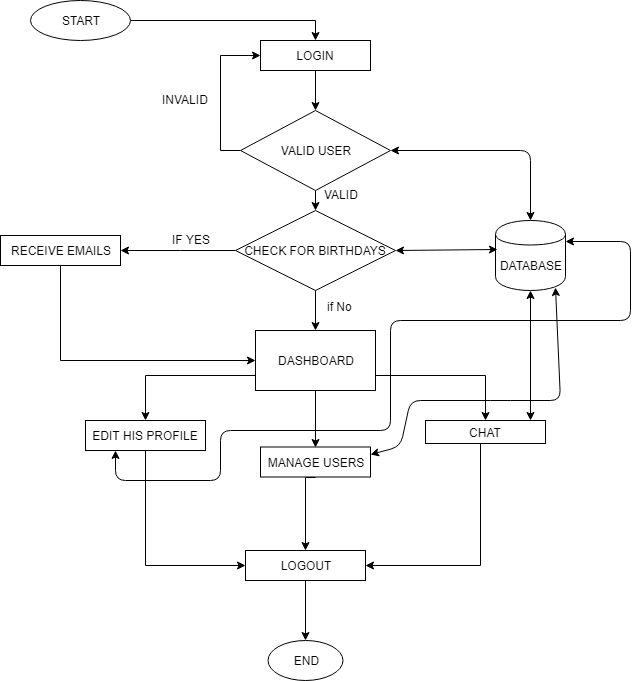 START
LOGIN
INVALID
VALID USER
VALID
IF YES
RECEIVE EMAILS
CHECK FOR BIRTHDAYS
DATABASE
if No
DASHBOARD
EDIT HIS PROFILE
CHAT
MANAGE USERS
LOGOUT
END